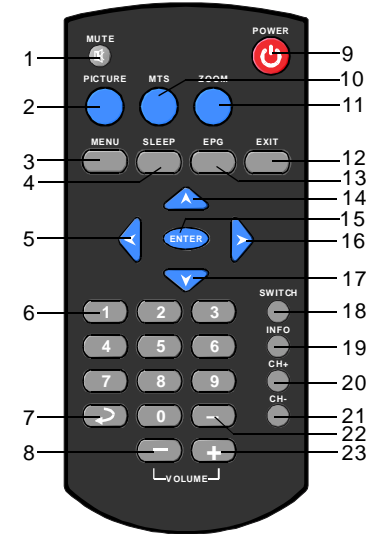 MUTE POWER
1 9
PICTURE MTS ZOOM
10
2 11
MENU SLEEP EPG EXIT
3 12
4 13
14
15
5 ENTER 16
17
SWITCH
6 1 2 3 18
INFO
4 5 6 19
CH+
7 8 9 20
CH-
7 0 - 21
22
8 - + 23
VOLUME